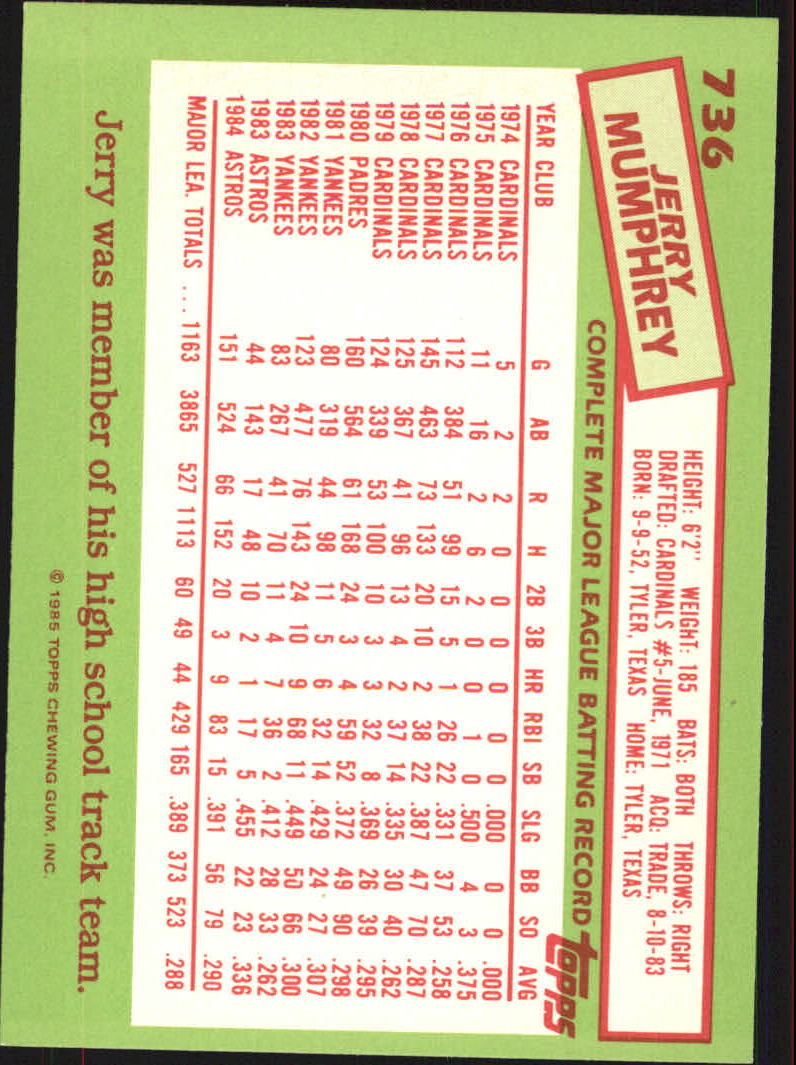 736
JERRY
MUMPHREY
HEIGHT: 6'2" WEIGHT: 185 BATS: BOTH THROWS: RIGHT
DRAFTED: CARDINALS #5-JUNE, 1971 ACQ: TRADE, 8-10-83
BORN: 9-9-52, TYLER, TEXAS HOME: TYLER, TEXAS
COMPLETE MAJOR LEAGUE BATTING RECORD topps
YEAR CLUB G AB R H 2B 3B HR RBI SB SLG BB SO AVG
1974 CARDINALS 5 2 2 0 0 0 0 0 0 .000 0 0 .000
1975 CARDINALS 11 16 2 6 2 0 0 1 0 .500 4 3 .375
1976 CARDINALS 112 384 51 99 15 5 1 26 22 .331 37 53 .258
1977 CARDINALS 145 463 73 133 20 10 2 38 22 .387 47 70 .287
1978 CARDINALS 125 367 41 96 13 4 2 37 14 .335 30 40 .262
1979 CARDINALS 124 339 53 100 10 3 3 32 8 .369 26 39 .295
1980 PADRES 160 564 61 168 24 3 4 59 52 .372 49 90 .298
1981 YANKEES 80 319 44 98 11 5 6 32 14 .429 24 27 .307
1982 YANKEES 123 477 76 143 24 10 9 68 11 .449 50 66 .300
1983 YANKEES 83 267 41 70 11 4 7 36 2 .412 28 33 .262
1983 ASTROS 44 143 17 48 10 2 1 17 5 .455 22 23 .336
1984 ASTROS 151 524 66 152 20 3 9 83 15 .391 56 79 .290
MAJOR LEA. TOTALS .... 1163 3865 527 1113 60 49 44 429 165 .389 373 523 .288
Jerry was member of his high school track team.
© 1985 TOPPS CHEWING GUM, INC.